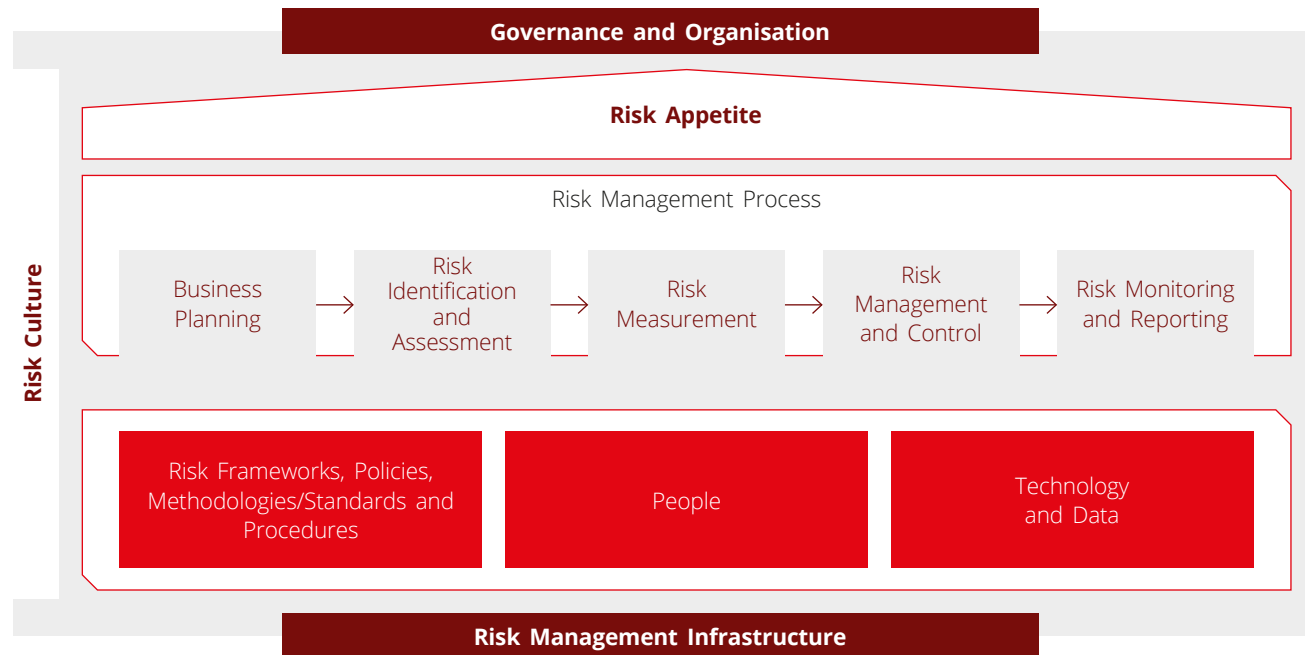 Governance and Organisation
Risk Appetite
Risk Culture
Risk Management Process
Business
Planning
Risk
Identification
and
Assessment
Risk
Measurement
Risk
Management
and Control
Risk Monitoring
and Reporting
Risk Frameworks, Policies,
Methodologies/Standards and
Procedures
People
Technology
and Data
Risk Management Infrastructure